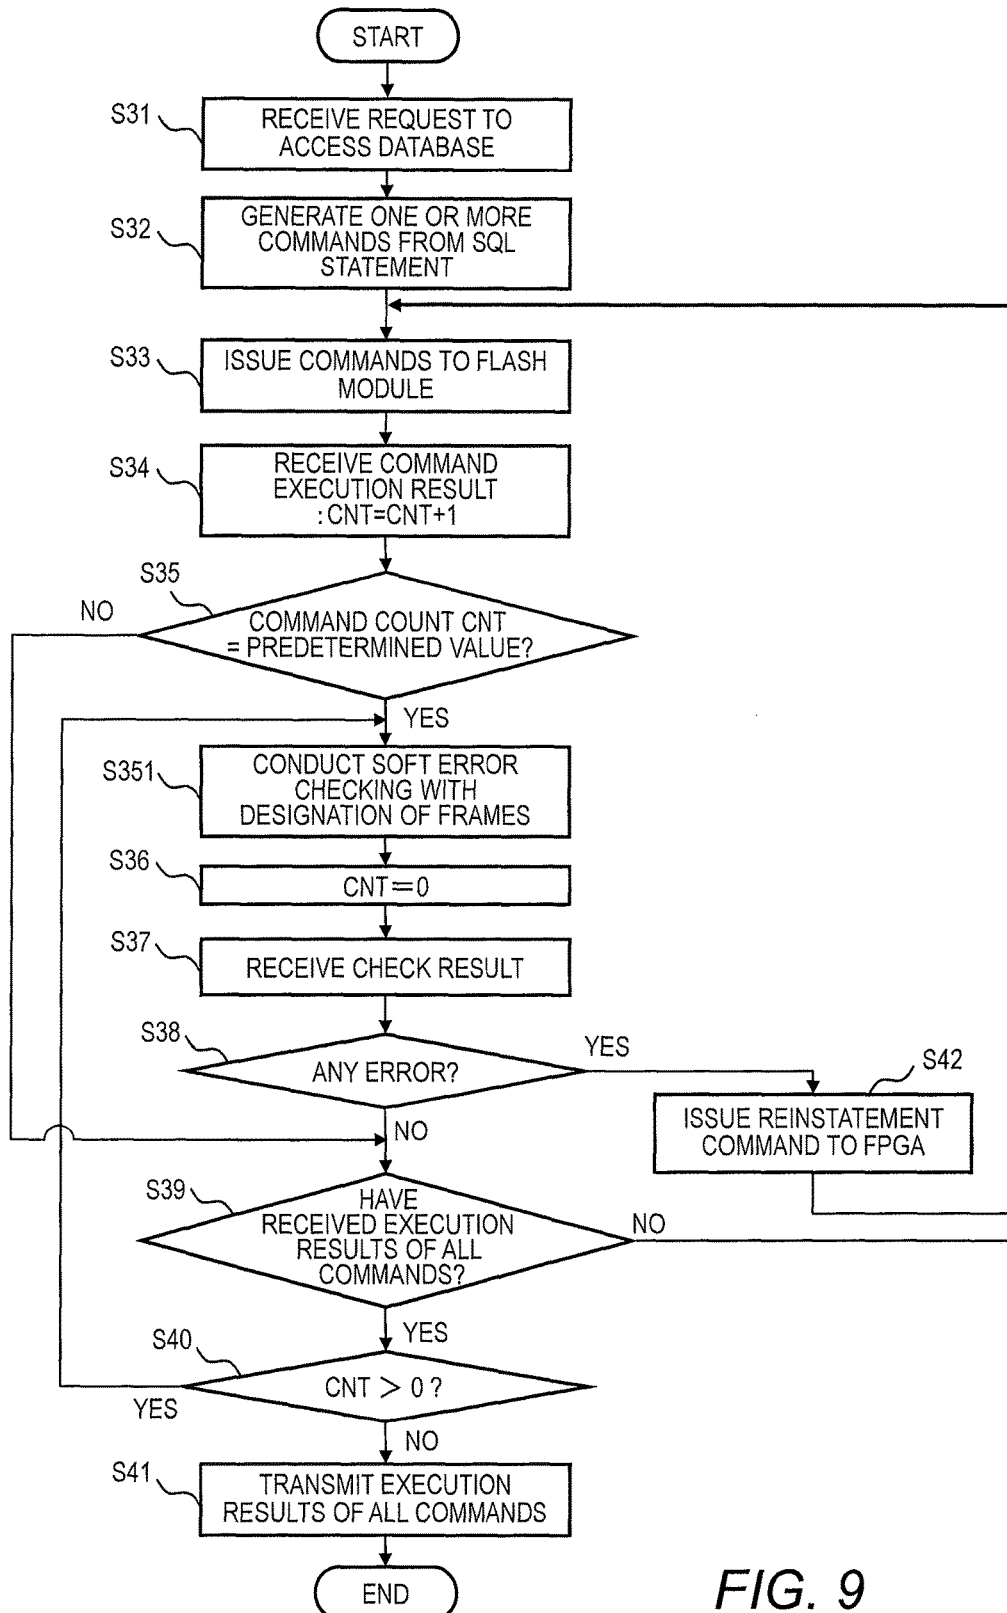 START
S31
RECEIVE REQUEST TO
ACCESS DATABASE
S32
GENERATE ONE OR MORE
COMMANDS FROM SQL
STATEMENT
S33
ISSUE COMMANDS TO FLASH
MODULE
S34
RECEIVE COMMAND
EXECUTION RESULT
:CNT=CNT+1
S35
NO
COMMAND COUNT CNT
= PREDETERMINED VALUE?
YES
S351
CONDUCT SOFT ERROR
CHECKING WITH
DESIGNATION OF FRAMES
S36
CNT=0
S37
RECEIVE CHECK RESULT
S38
ANY ERROR?
YES
S42
ISSUE REINSTATEMENT
COMMAND TO FPGA
NO
S39
HAVE
RECEIVED EXECUTION
RESULTS OF ALL
COMMANDS?
NO
YES
S40
CNT > 0 ?
YES
NO
S41
TRANSMIT EXECUTION
RESULTS OF ALL COMMANDS
END
FIG. 9